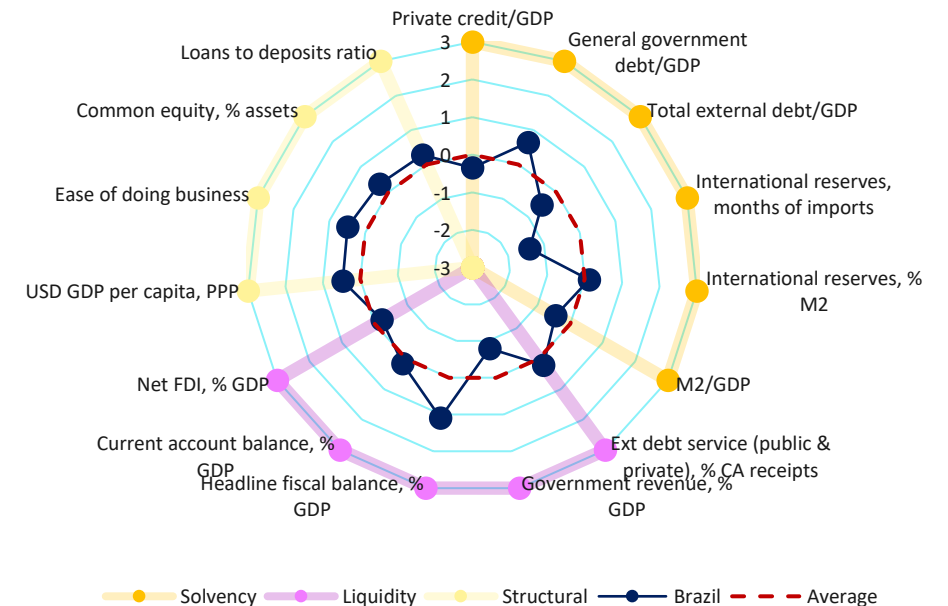 Private credit/GDP
3
General government
debt/GDP
Loans to deposits ratio
2
Common equity, % assets
1
Total external debt/GDP
0
Ease of doing business
-1
International reserves,
months of imports
-2
-3
USD GDP per capita, PPP
International reserves, %
M2
Net FDI, % GDP
M2/GDP
Current account balance, %
GDP
Ext debt service (public &
private), % CA receipts
Headline fiscal balance, %
GDP
Government revenue, %
GDP
Solvency
Liquidity
Structural
Brazil
Average